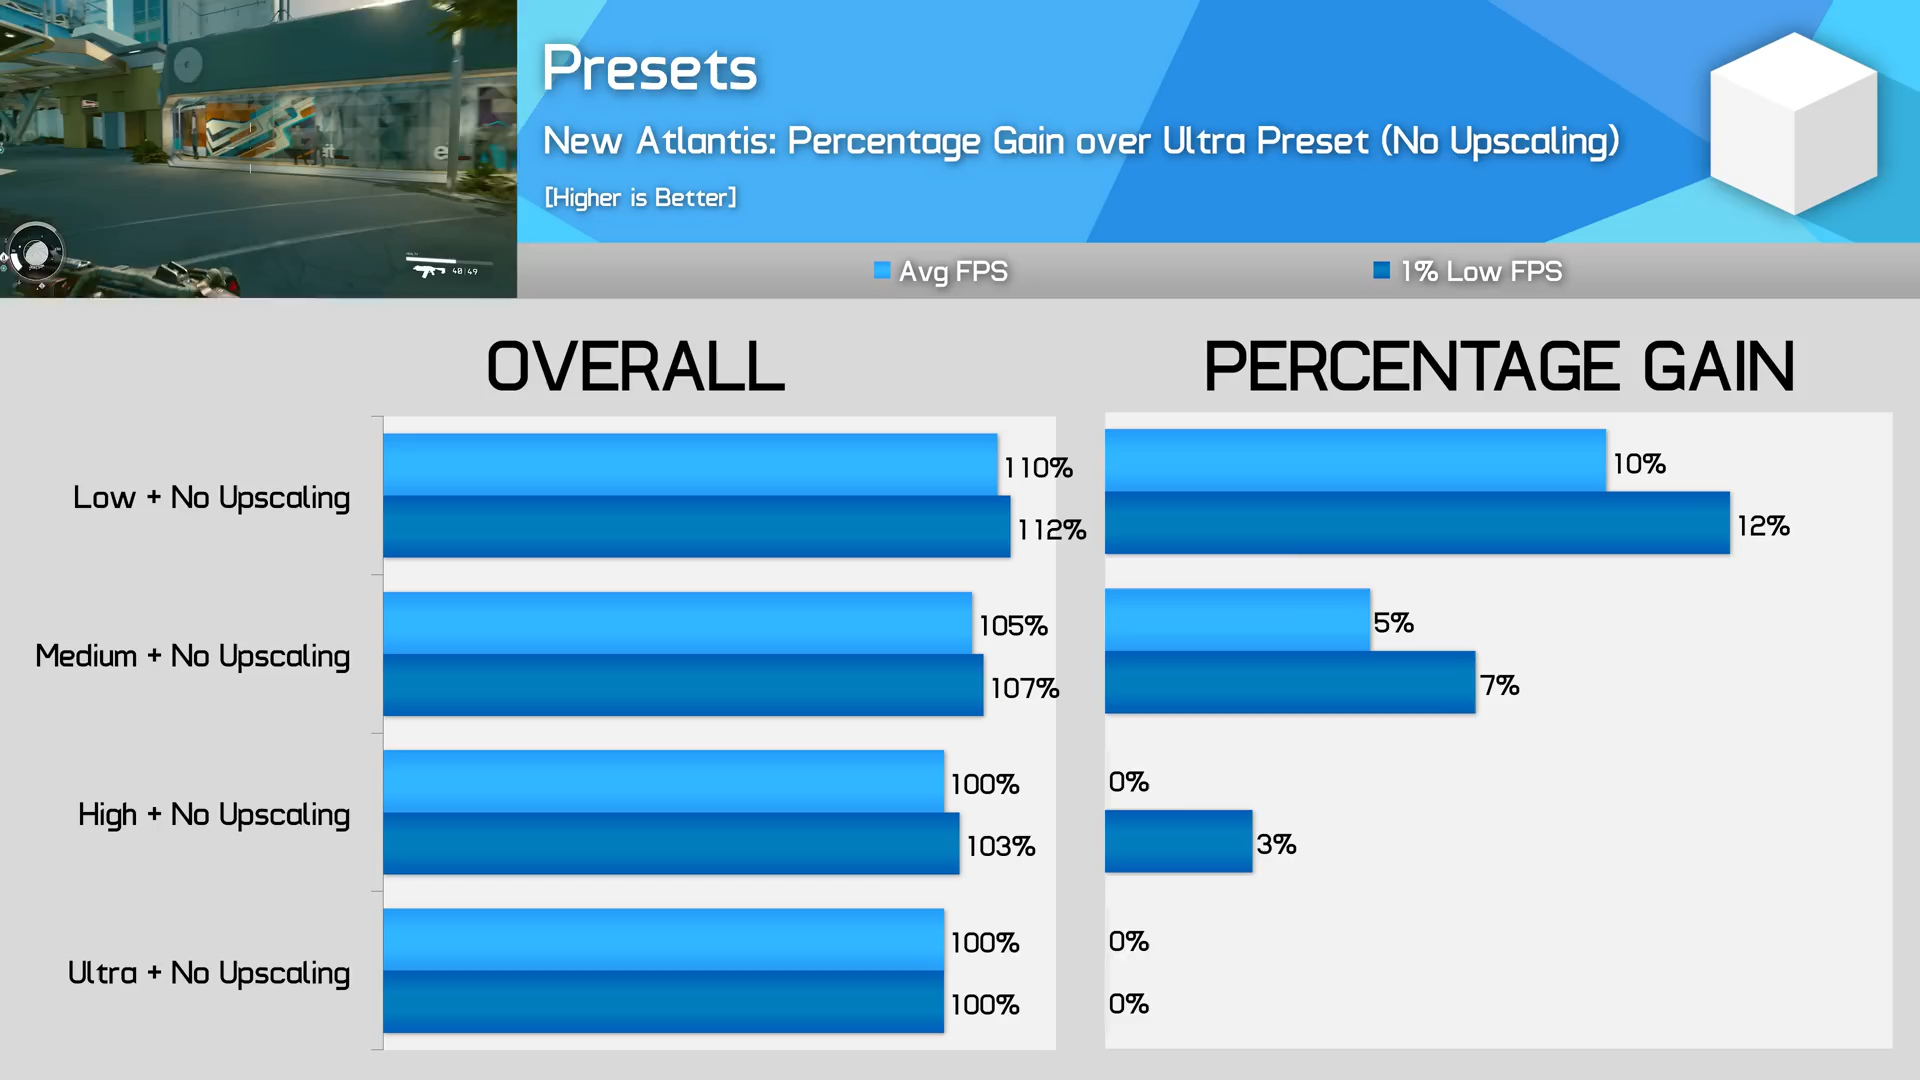 Presets
New Atlantis: Percentage Gain over Ultra Preset (No Upscaling)
[Higher is Better]
40|49
Avg FPS
1% Low FPS
OVERALL
PERCENTAGE GAIN
Low + No Upscaling
110%
112%
10%
12%
Medium + No Upscaling
105%
107%
5%
7%
High + No Upscaling
100%
103%
0%
3%
Ultra + No Upscaling
100%
100%
0%
0%